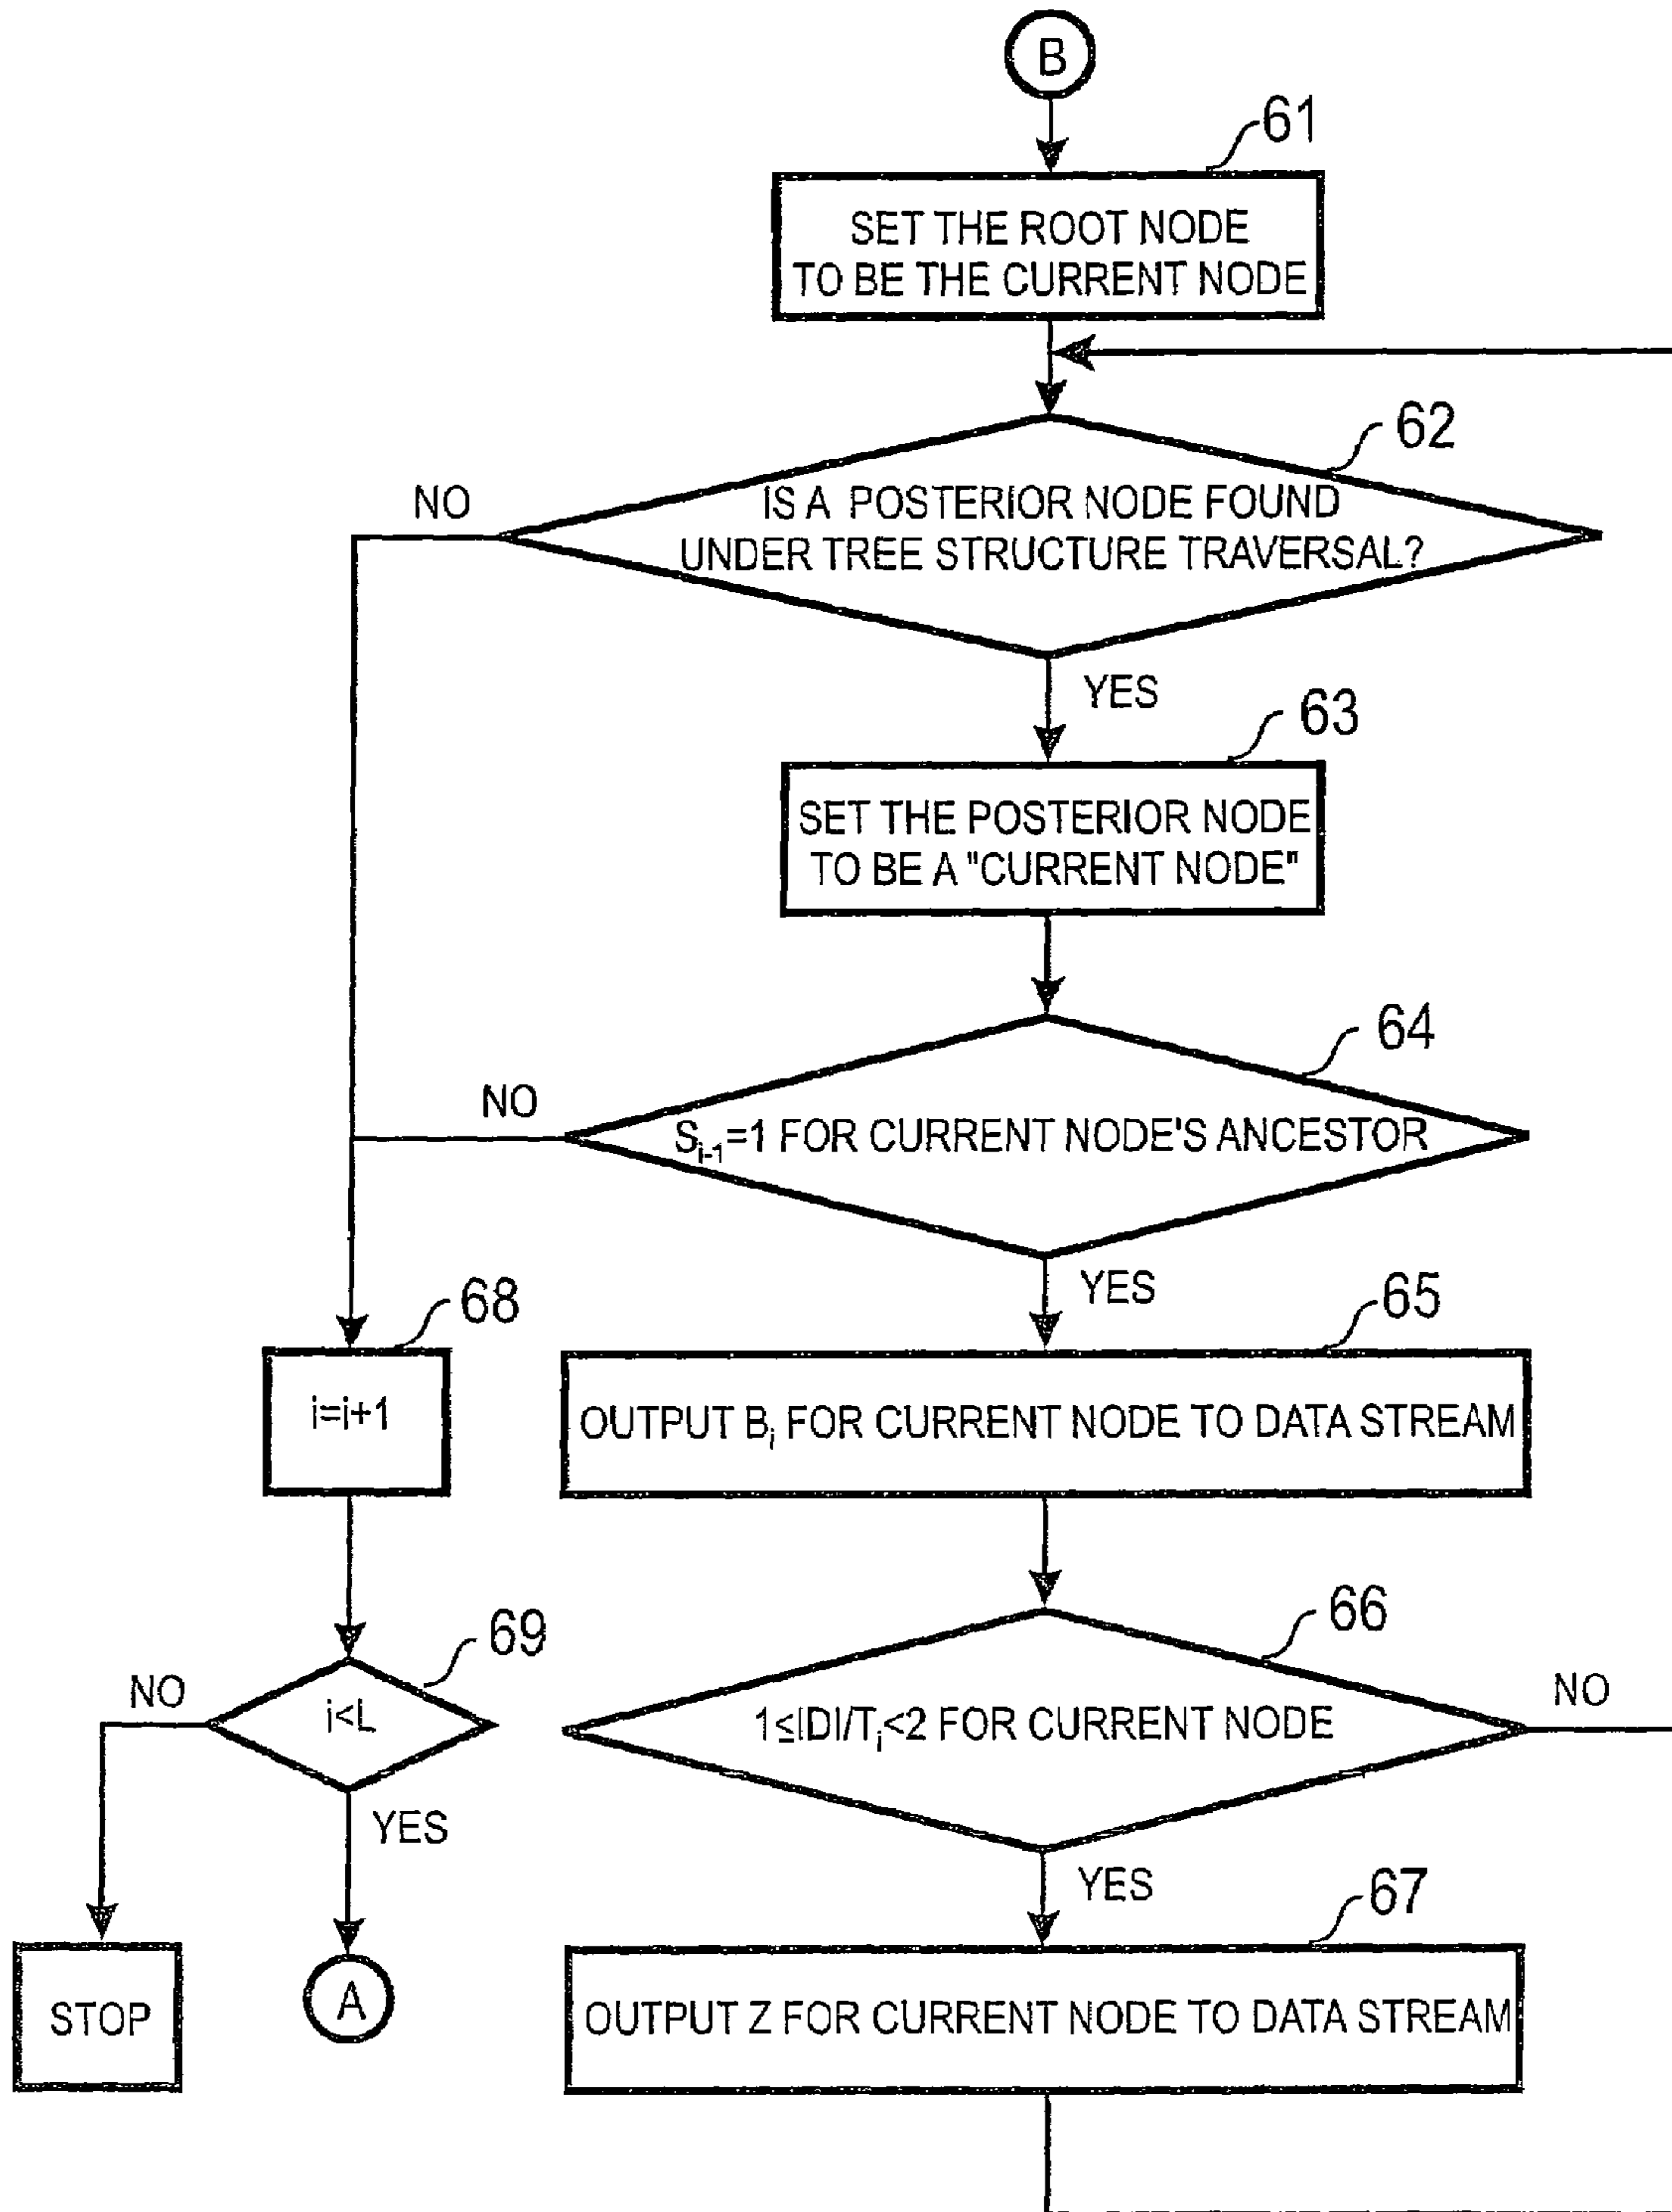 B
61
SET THE ROOT NODE
TO BE THE CURRENT NODE
62
NO
IS A POSTERIOR NODE FOUND
UNDER TREE STRUCTURE TRAVERSAL?
YES
63
SET THE POSTERIOR NODE
TO BE A "CURRENT NODE"
64
NO
S_{i-1}=1 FOR CURRENT NODE'S ANCESTOR
YES
68
65
i=i+1
OUTPUT B_i FOR CURRENT NODE TO DATA STREAM
66
69
NO
i<L
1≤|D|/T_i<2 FOR CURRENT NODE
NO
YES
YES
67
STOP
A
OUTPUT Z FOR CURRENT NODE TO DATA STREAM